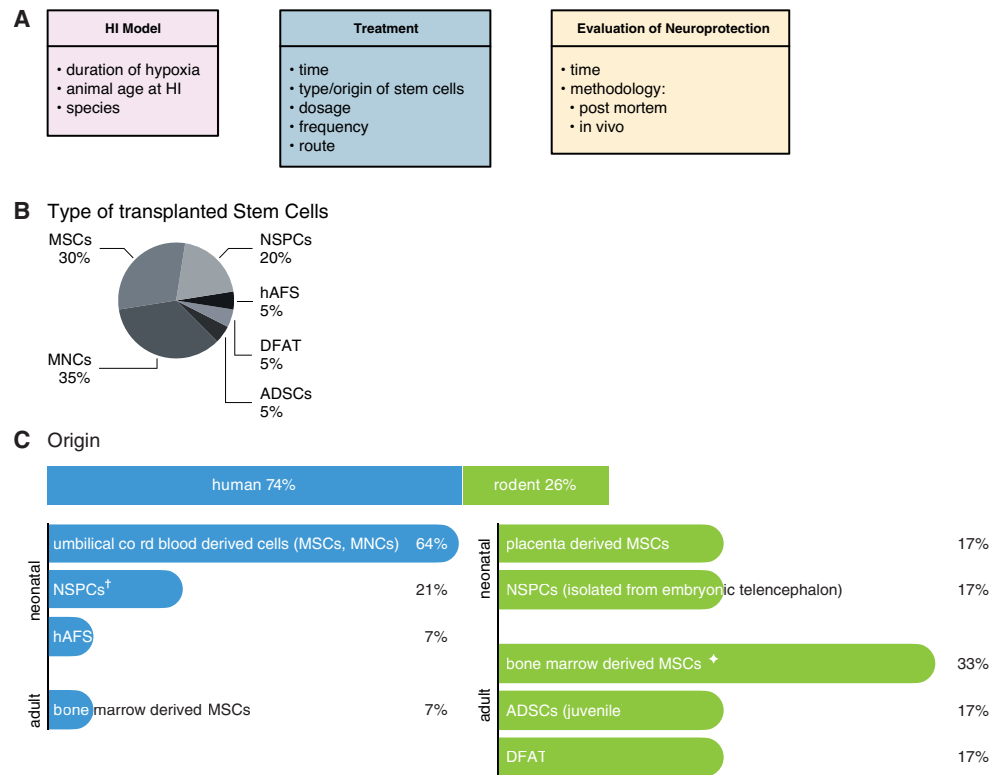 A
HI Model
• duration of hypoxia
• animal age at HI
• species
Treatment
• time
• type/origin of stem cells
• dosage
• frequency
• route
Evaluation of Neuroprotection
• time
• methodology:
• post mortem
• in vivo
B Type of transplanted Stem Cells
MSCs
30%
NSPCs
20%
hAFS
5%
DFAT
5%
ADSCs
5%
MNCs
35%
C Origin
human 74%
rodent 26%
neonatal
umbilical co rd blood derived cells (MSCs, MNCs) 64%
NSPCs† 21%
hAFS 7%
adult
bone marrow derived MSCs 7%
neonatal
placenta derived MSCs 17%
NSPCs (isolated from embryonic telencephalon) 17%
adult
bone marrow derived MSCs ✦ 33%
ADSCs (juvenile 17%
DFAT 17%